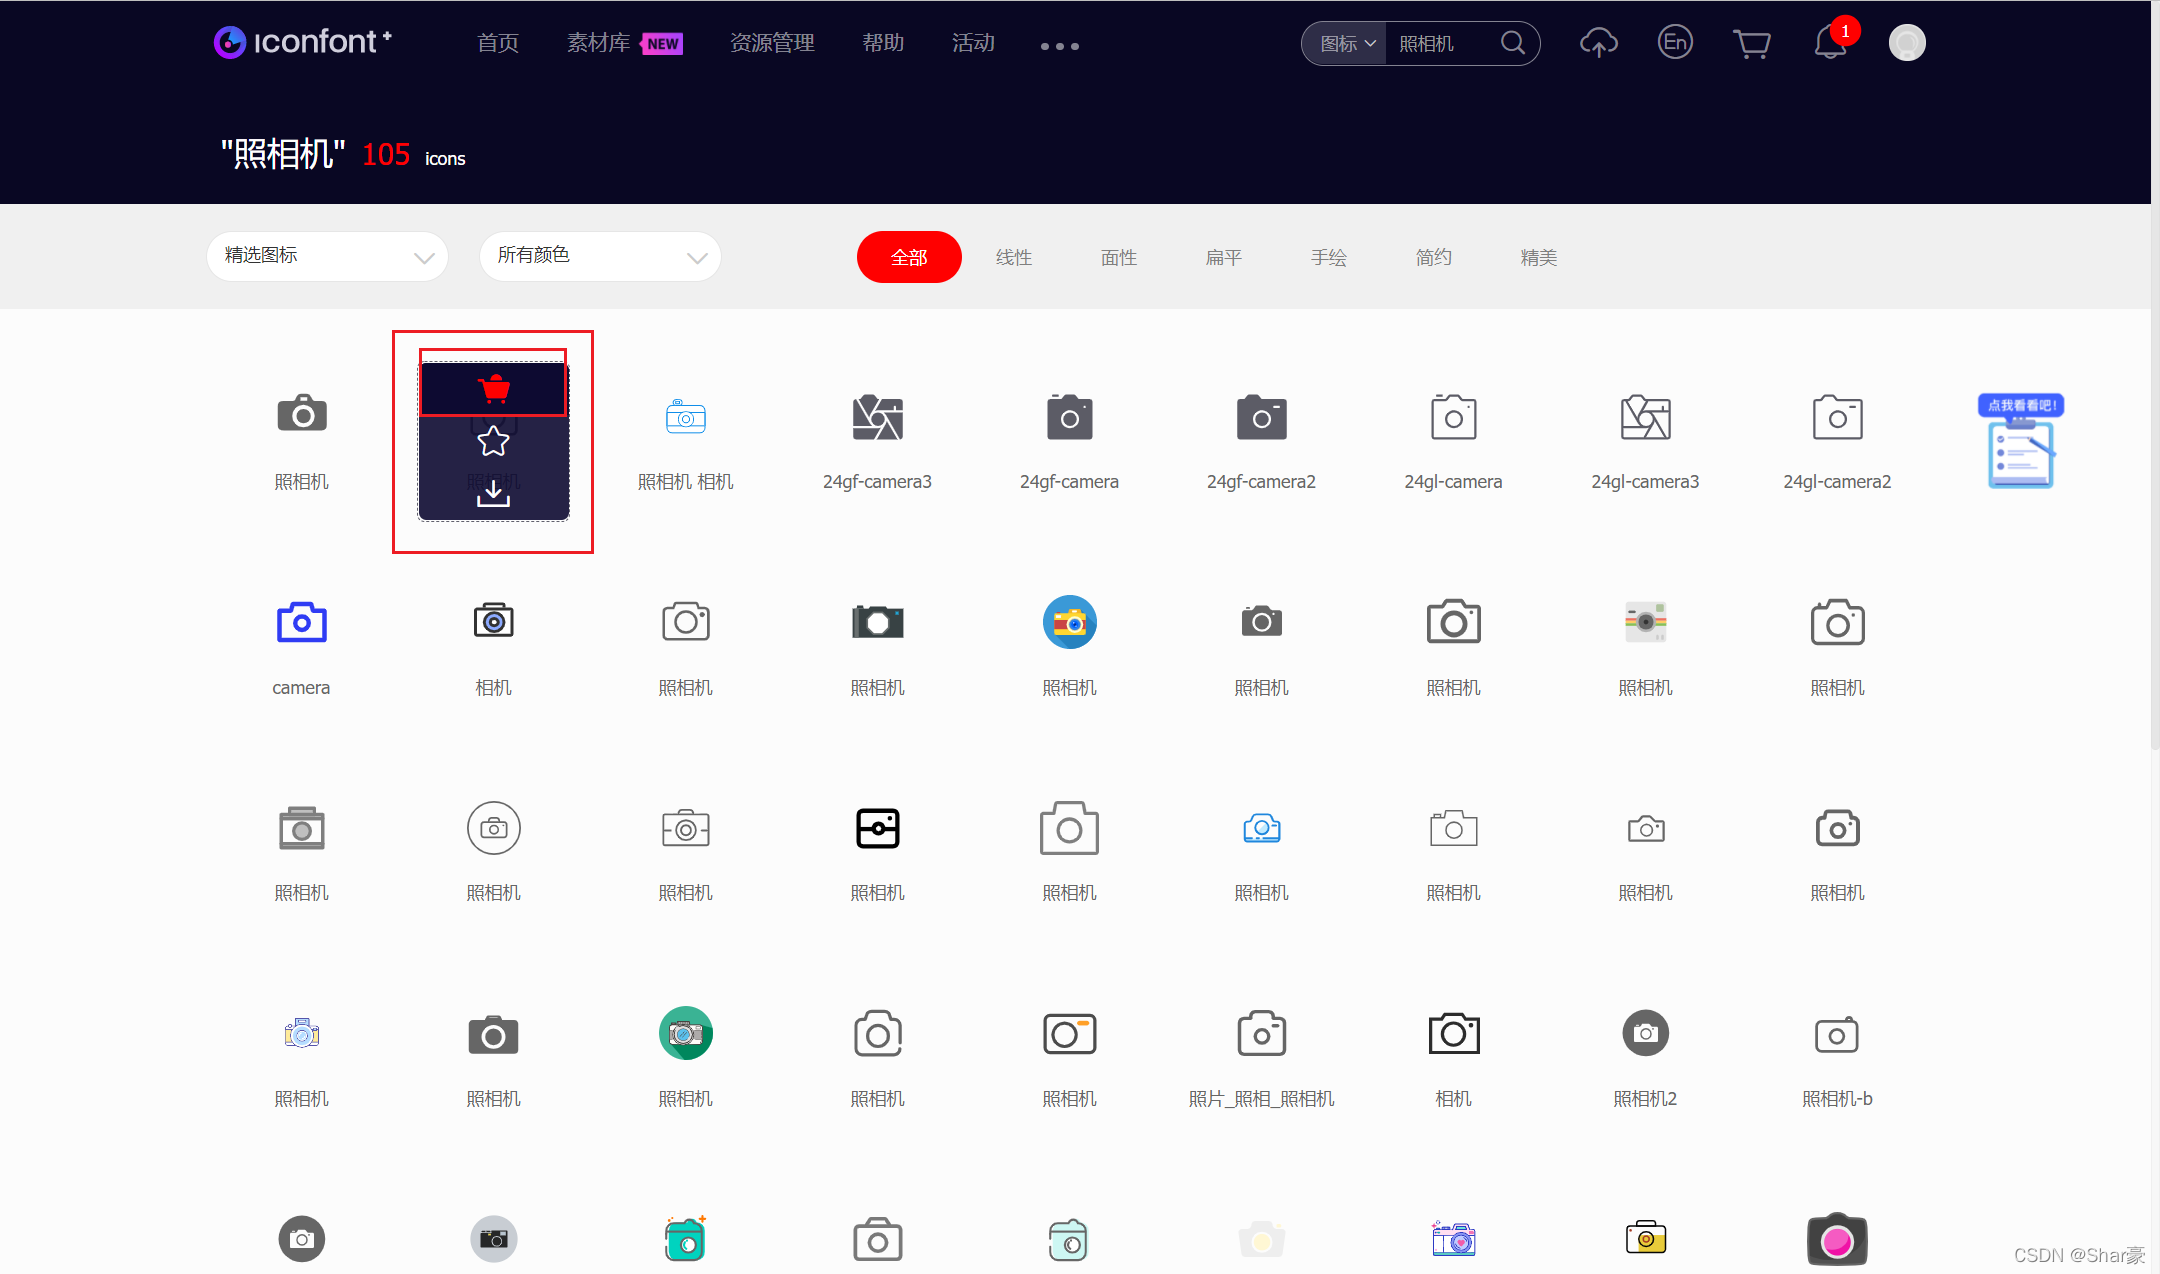 iconfont+ 首页 素材库 NEW 资源管理 帮助 活动 图标 照相机 En 1
"照相机" 105 icons
精选图标 所有颜色 全部 线性 面性 扁平 手绘 简约 精美
点我看看吧!
照相机 照相机 照相机 相机 24gf-camera3 24gf-camera 24gf-camera2 24gl-camera 24gl-camera3 24gl-camera2
camera 相机 照相机 照相机 照相机 照相机 照相机 照相机 照相机
照相机 照相机 照相机 照相机 照相机 照相机 照相机 照相机 照相机
照相机 照相机 照相机 照相机 照相机 照片_照相_照相机 相机 照相机2 照相机-b
CSDN @Shar豪